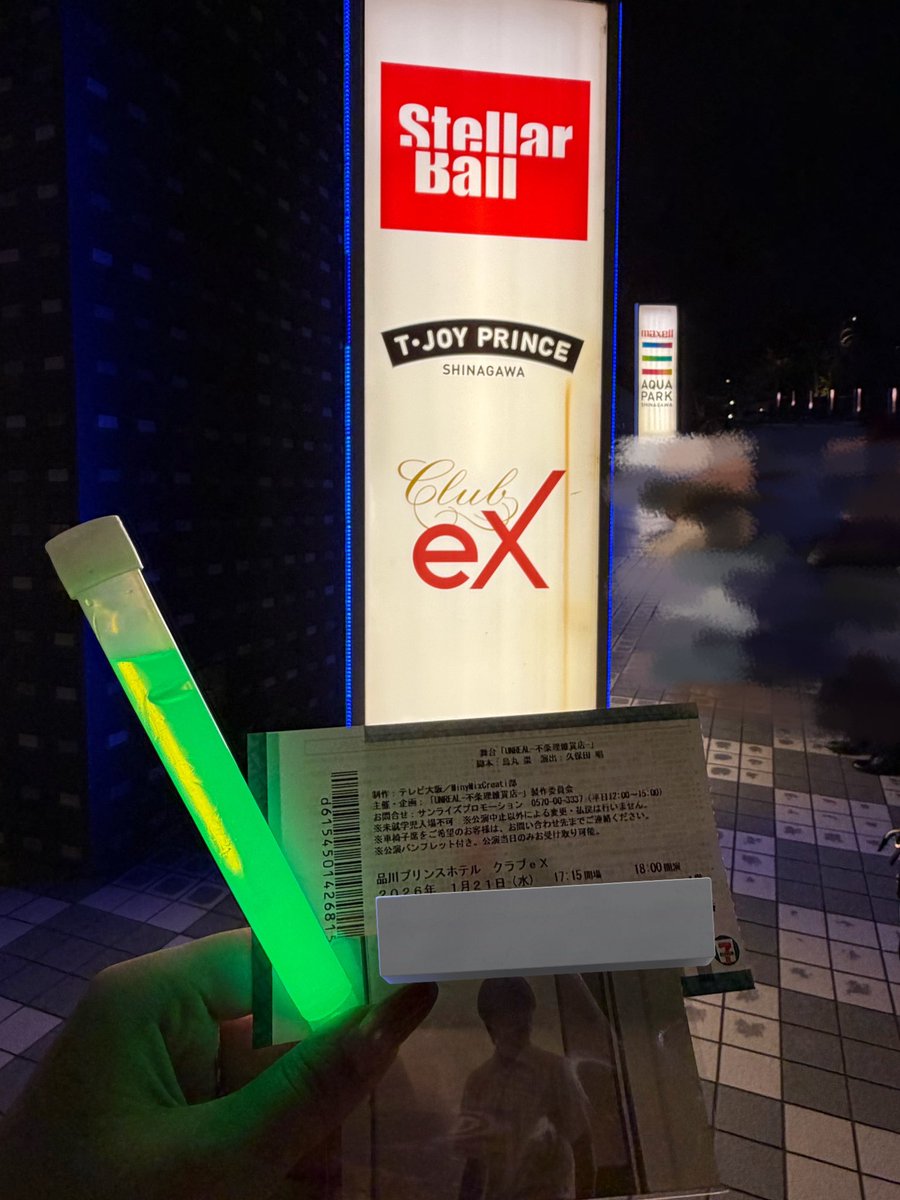 Stellar
Ball
T・JOY PRINCE
SHINAGAWA
Club
eX
maxell
AQUA
PARK
SHINAGAWA
舞台「UNREAL-不条理雑貨店-」
脚本：烏丸 棗 演出：久保田 唱
制作：テレビ大阪／MinyMixCreati部
主催・企画：「UNREAL-不条理雑貨店-」製作委員会
お問合せ：サンライズプロモーション 0570-00-3337（平日12:00～15:00）
※未就学児入場不可 ※公演中止以外による変更・払戻は行いません。
※車椅子席をご希望のお客様は、お問い合わせ先までご連絡ください。
※公演パンフレット付き。公演当日のみお受け取り可能。
品川プリンスホテル クラブeX
2026年 1月21日(水) 17:15開場 18:00開演
7